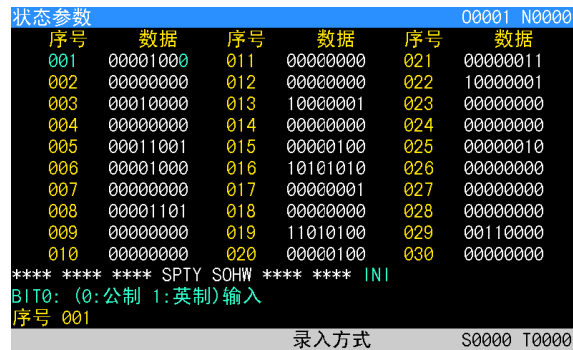 状态参数 O0001 N0000
序号 数据 序号 数据 序号 数据
001 00001000 011 00000000 021 00000011
002 00000000 012 00000000 022 10000001
003 00010000 013 10000001 023 00000000
004 00000000 014 00000000 024 00000000
005 00011001 015 00000100 025 00000010
006 00001000 016 10101010 026 00000000
007 00000000 017 00000001 027 00000000
008 00001101 018 00000000 028 00000000
009 00000000 019 11010100 029 00110000
010 00000000 020 00000100 030 00000000
**** **** **** SPTY SOHW **** **** INI
BIT0: (0:公制 1:英制)输入
序号 001
录入方式 S0000 T0000